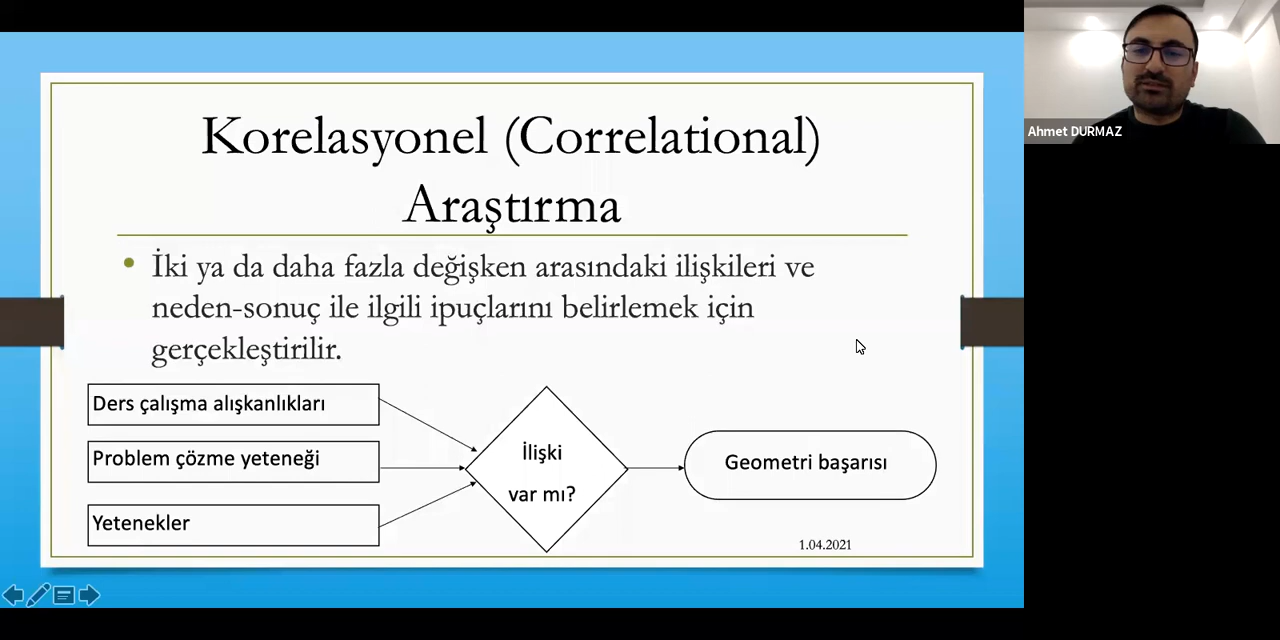 Korelasyonel (Correlational)
Araştırma
İki ya da daha fazla değişken arasındaki ilişkileri ve
neden-sonuç ile ilgili ipuçlarını belirlemek için
gerçekleştirilir.
Ders çalışma alışkanlıkları
Problem çözme yeteneği
Yetenekler
İlişki
var mı?
Geometri başarısı
1.04.2021
Ahmet DURMAZ